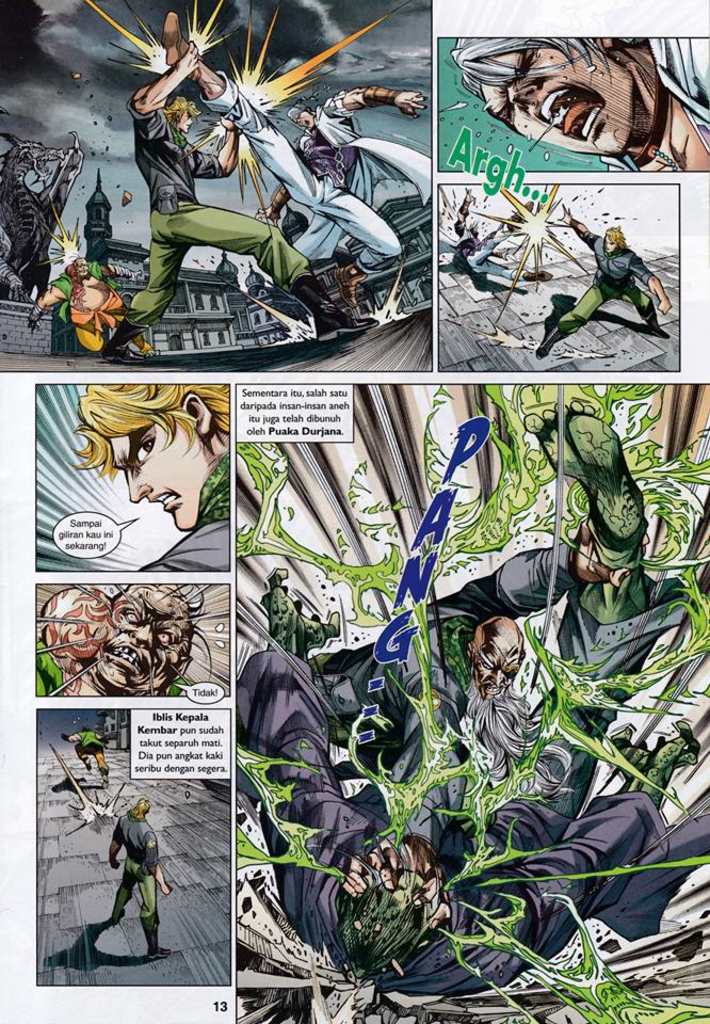 Argh...
Sampai
giliran kau ini
sekarang!
Tidak!
Iblis Kepala
Kembar pun sudah
takut separuh mati.
Dia pun angkat kaki
seribu dengan segera.
Sementara itu, salah satu
daripada insan-insan aneh
itu juga telah dibunuh
oleh Puaka Durjana.
PANG...
13